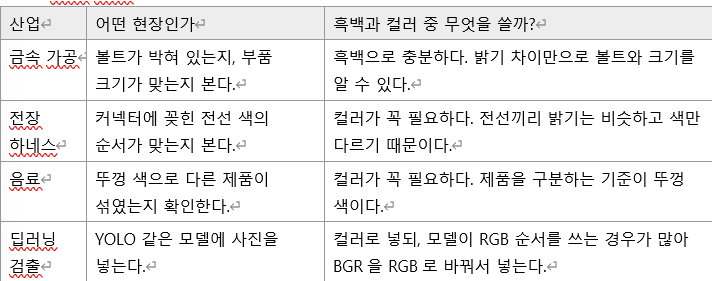 산업 어떤 현장인가 흑백과 컬러 중 무엇을 쓸까?
금속 가공 볼트가 박혀 있는지, 부품 흑백으로 충분하다. 밝기 차이만으로 볼트와 크기를
크기가 맞는지 본다. 알 수 있다.
전장 커넥터에 꽂힌 전선 색의 컬러가 꼭 필요하다. 전선끼리 밝기는 비슷하고 색만
하네스 순서가 맞는지 본다. 다르기 때문이다.
음료 뚜껑 색으로 다른 제품이 컬러가 꼭 필요하다. 제품을 구분하는 기준이 뚜껑
섞였는지 확인한다. 색이다.
딥러닝 YOLO 같은 모델에 사진을 컬러로 넣되, 모델이 RGB 순서를 쓰는 경우가 많아
검출 넣는다. BGR 을 RGB 로 바꿔서 넣는다.